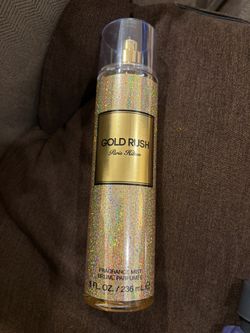 GOLD RUSH
Paris Hilton
FRAGRANCE MIST
BRUME PARFUMÉE
8 FL. OZ. / 236 mL ℮